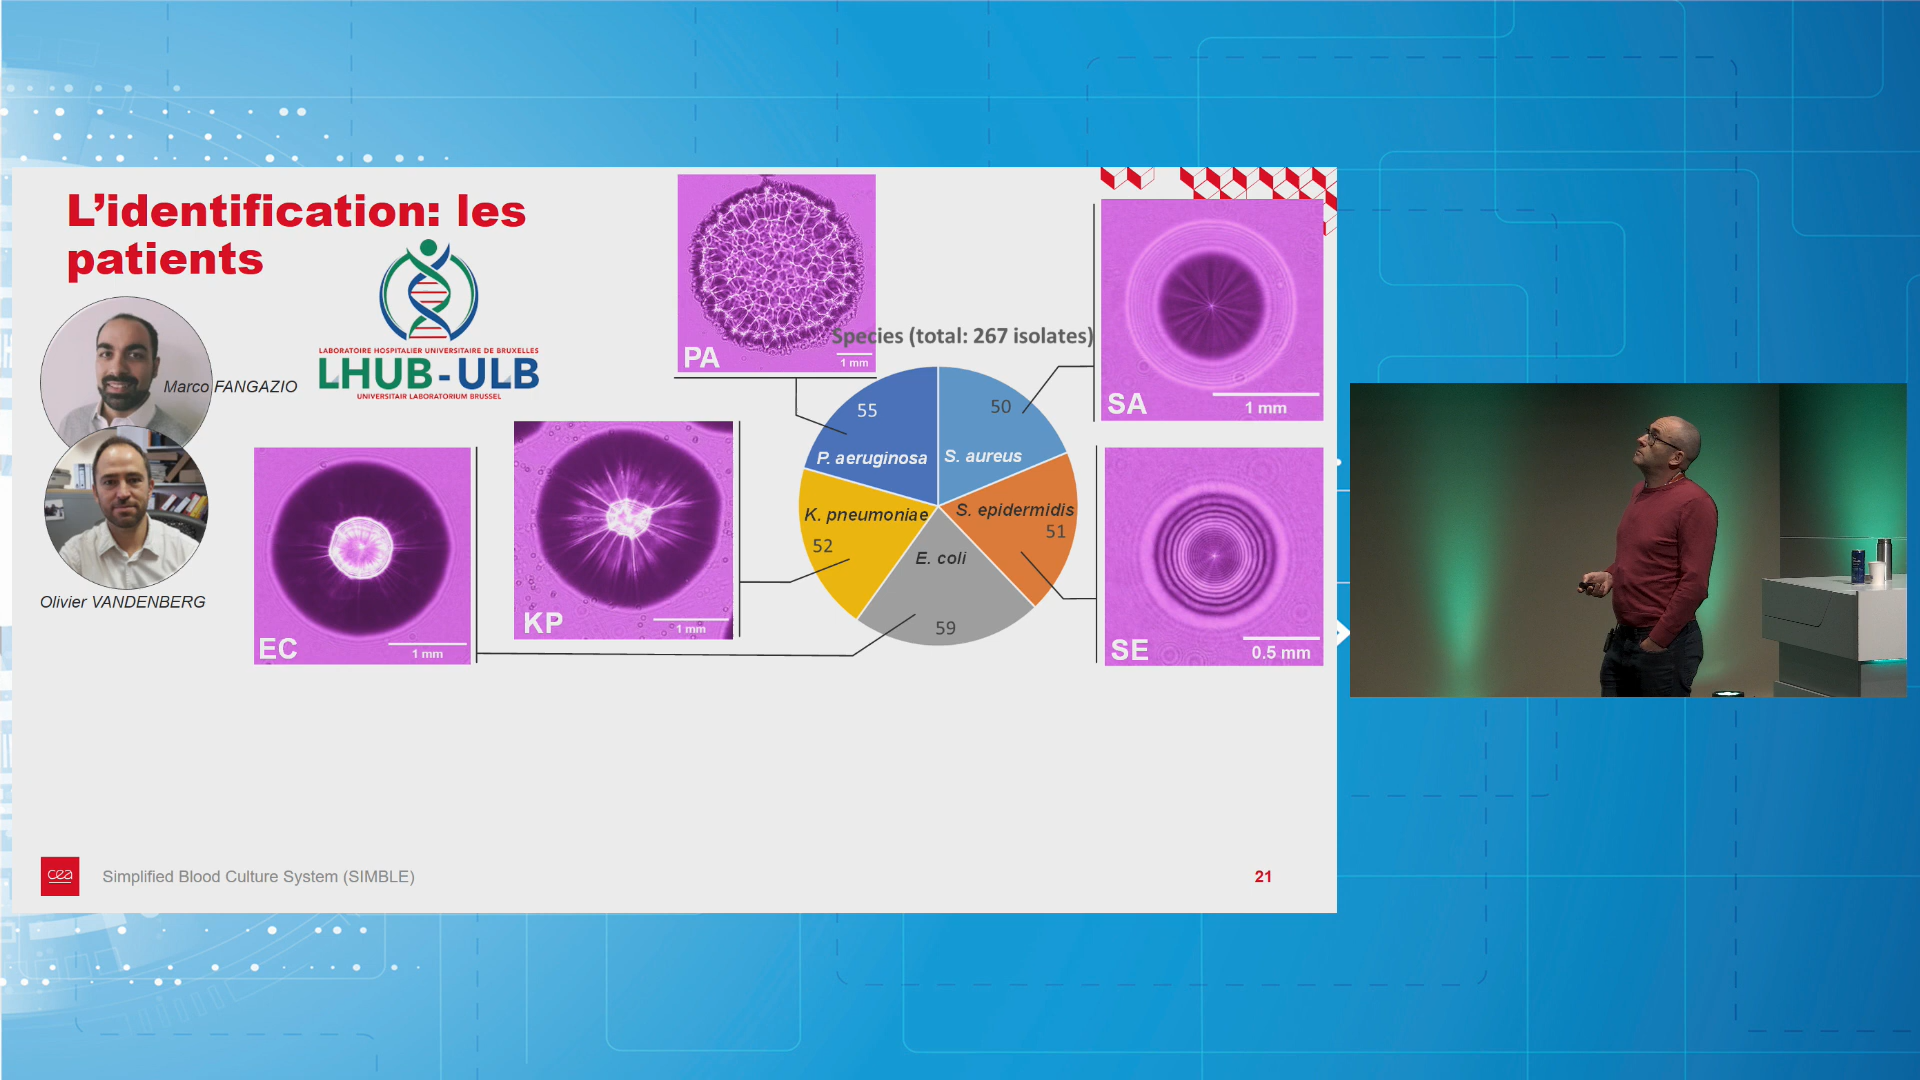 L'identification: les
patients
LABORATOIRE HOSPITALIER UNIVERSITAIRE DE BRUXELLES
LHUB-ULB
UNIVERSITAIR LABORATORIUM BRUSSEL
Marco FANGAZIO
Olivier VANDENBERG
PA
1 mm
Species (total: 267 isolates)
SA
1 mm
55
P. aeruginosa
50
S. aureus
K. pneumoniae
52
S. epidermidis
51
E. coli
59
EC
1 mm
KP
1 mm
SE
0.5 mm
cea
Simplified Blood Culture System (SIMBLE)
21